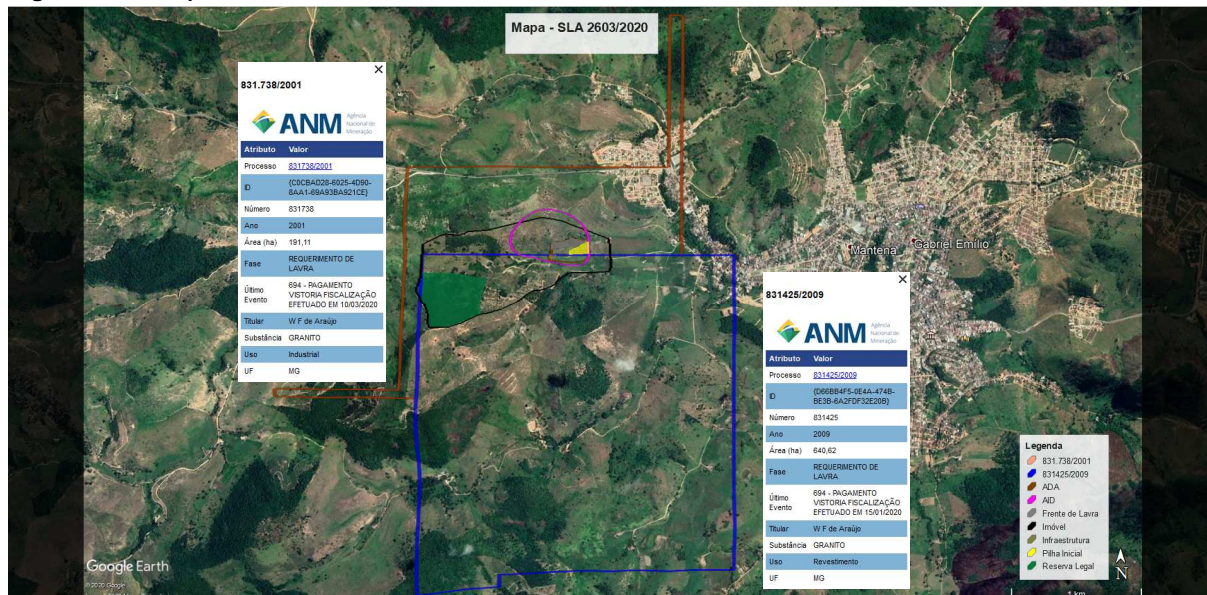 Mapa - SLA 2603/2020
831.738/2001
ANM Agência Nacional de Mineração
Atributo Valor
Processo 831738/2001
ID {C0CBAD28-6025-4D90-
8AA1-69A93BA921CE}
Número 831738
Ano 2001
Área (ha) 191,11
Fase REQUERIMENTO DE
LAVRA
Último Evento 694 - PAGAMENTO
VISTORIA FISCALIZAÇÃO
EFETUADO EM 10/03/2020
Titular W F de Araújo
Substância GRANITO
Uso Industrial
UF MG
Mantena
Gabriel Emílio
831425/2009
ANM Agência Nacional de Mineração
Atributo Valor
Processo 831425/2009
ID {D66BB4F5-0E4A-474B-
BE3B-6A2FDF32E20B}
Número 831425
Ano 2009
Área (ha) 640,62
Fase REQUERIMENTO DE
LAVRA
Último Evento 694 - PAGAMENTO
VISTORIA FISCALIZAÇÃO
EFETUADO EM 15/01/2020
Titular W F de Araújo
Substância GRANITO
Uso Revestimento
UF MG
Legenda
831.738/2001
831425/2009
ADA
AID
Frente de Lavra
Imóvel
Infraestrutura
Pilha Inicial
Reserva Legal
N
1 km
Google Earth
© 2020 Google